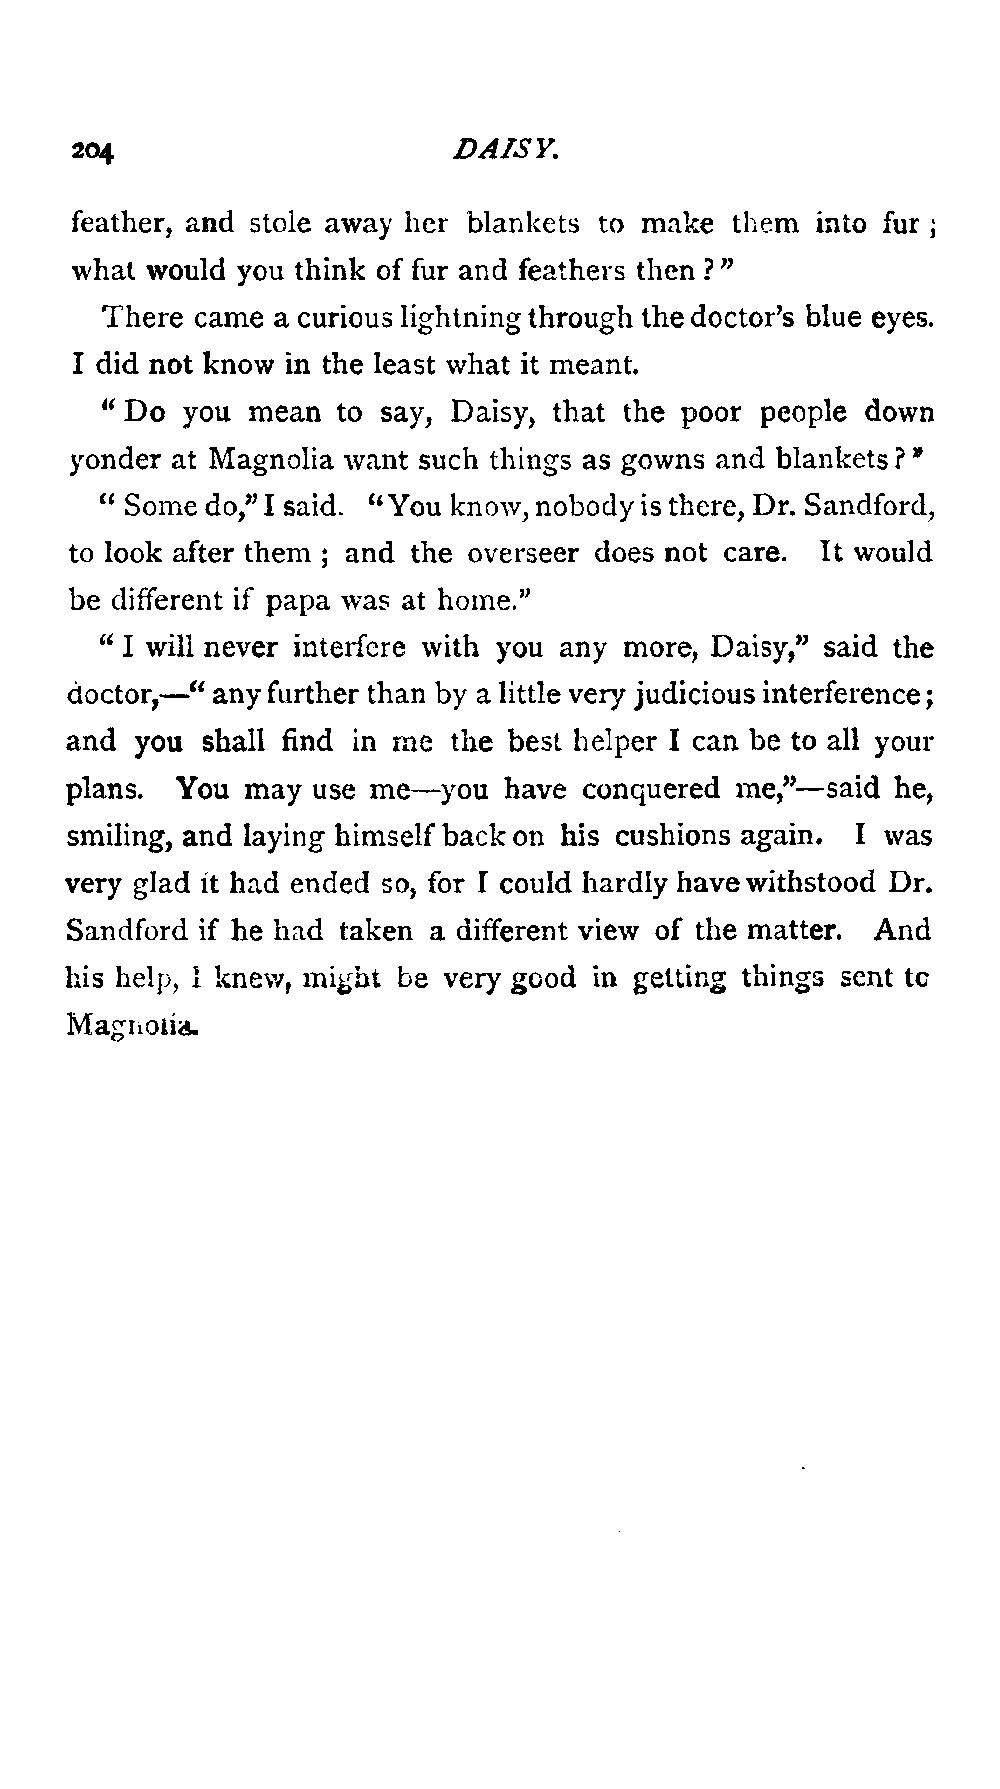 204 DAISY.
feather, and stole away her blankets to make them into fur ;
what would you think of fur and feathers then ? ”
There came a curious lightning through the doctor’s blue eyes.
I did not know in the least what it meant.
“ Do you mean to say, Daisy, that the poor people down
yonder at Magnolia want such things as gowns and blankets ? ”
“ Some do,” I said. “ You know, nobody is there, Dr. Sandford,
to look after them ; and the overseer does not care. It would
be different if papa was at home.”
“ I will never interfere with you any more, Daisy,” said the
doctor,—“ any further than by a little very judicious interference ;
and you shall find in me the best helper I can be to all your
plans. You may use me—you have conquered me,”—said he,
smiling, and laying himself back on his cushions again. I was
very glad it had ended so, for I could hardly have withstood Dr.
Sandford if he had taken a different view of the matter. And
his help, I knew, might be very good in getting things sent to
Magnolia.